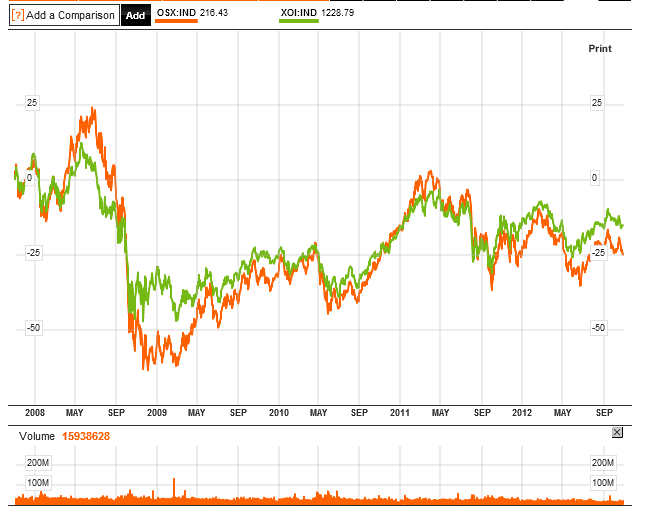 [?] Add a Comparison Add OSX:IND 216.43 XOI:IND 1228.79
Print
25 25
0 0
-25 -25
-50 -50
2008 MAY SEP 2009 MAY SEP 2010 MAY SEP 2011 MAY SEP 2012 MAY SEP
Volume 15938628
200M 200M
100M 100M